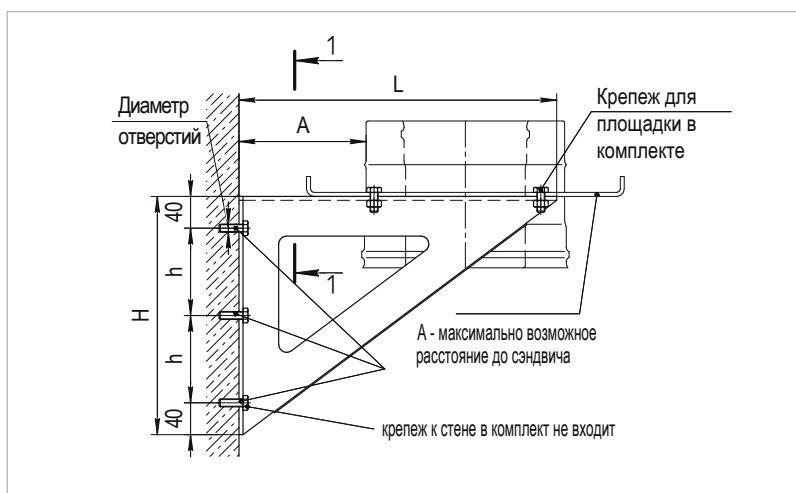 1
L
Диаметр
отверстий
A
Крепеж для
площадки в
комплекте
40
h
H
1
A - максимально возможное
расстояние до сэндвича
h
40
крепеж к стене в комплект не входит